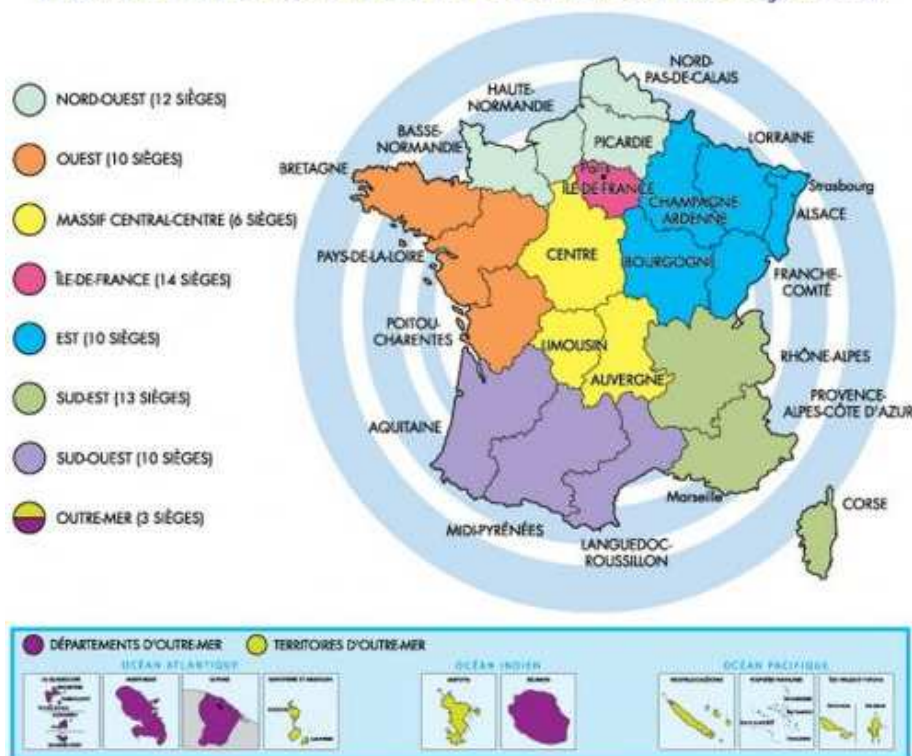 NORD-OUEST (12 SIÈGES)
OUEST (10 SIÈGES)
MASSIF CENTRAL-CENTRE (6 SIÈGES)
ÎLE-DE-FRANCE (14 SIÈGES)
EST (10 SIÈGES)
SUD-EST (13 SIÈGES)
SUD-OUEST (10 SIÈGES)
OUTRE-MER (3 SIÈGES)
NORD-
PAS-DE-CALAIS
HAUTE-
NORMANDIE
BASSE-
NORMANDIE
PICARDIE
LORRAINE
BRETAGNE
Paris
ÎLE-DE-FRANCE
CHAMPAGNE
ARDENNE
Strasbourg
ALSACE
PAYS-DE-LA-LOIRE
CENTRE
BOURGOGNE
FRANCHE-
COMTÉ
POITOU-
CHARENTES
LIMOUSIN
AUVERGNE
RHÔNE-ALPES
PROVENCE-
ALPES-CÔTE D'AZUR
AQUITAINE
Marseille
CORSE
MIDI-PYRÉNÉES
LANGUEDOC-
ROUSSILLON
DÉPARTEMENTS D'OUTRE-MER
TERRITOIRES D'OUTRE-MER
OCÉAN ATLANTIQUE
OCÉAN INDIEN
OCÉAN PACIFIQUE